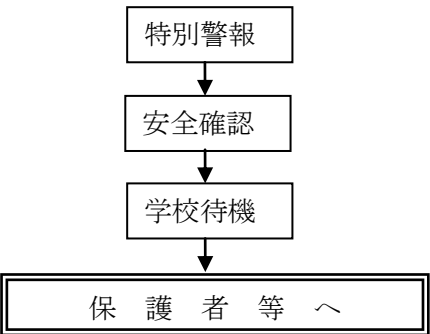 特別警報
安全確認
学校待機
保 護 者 等 へ